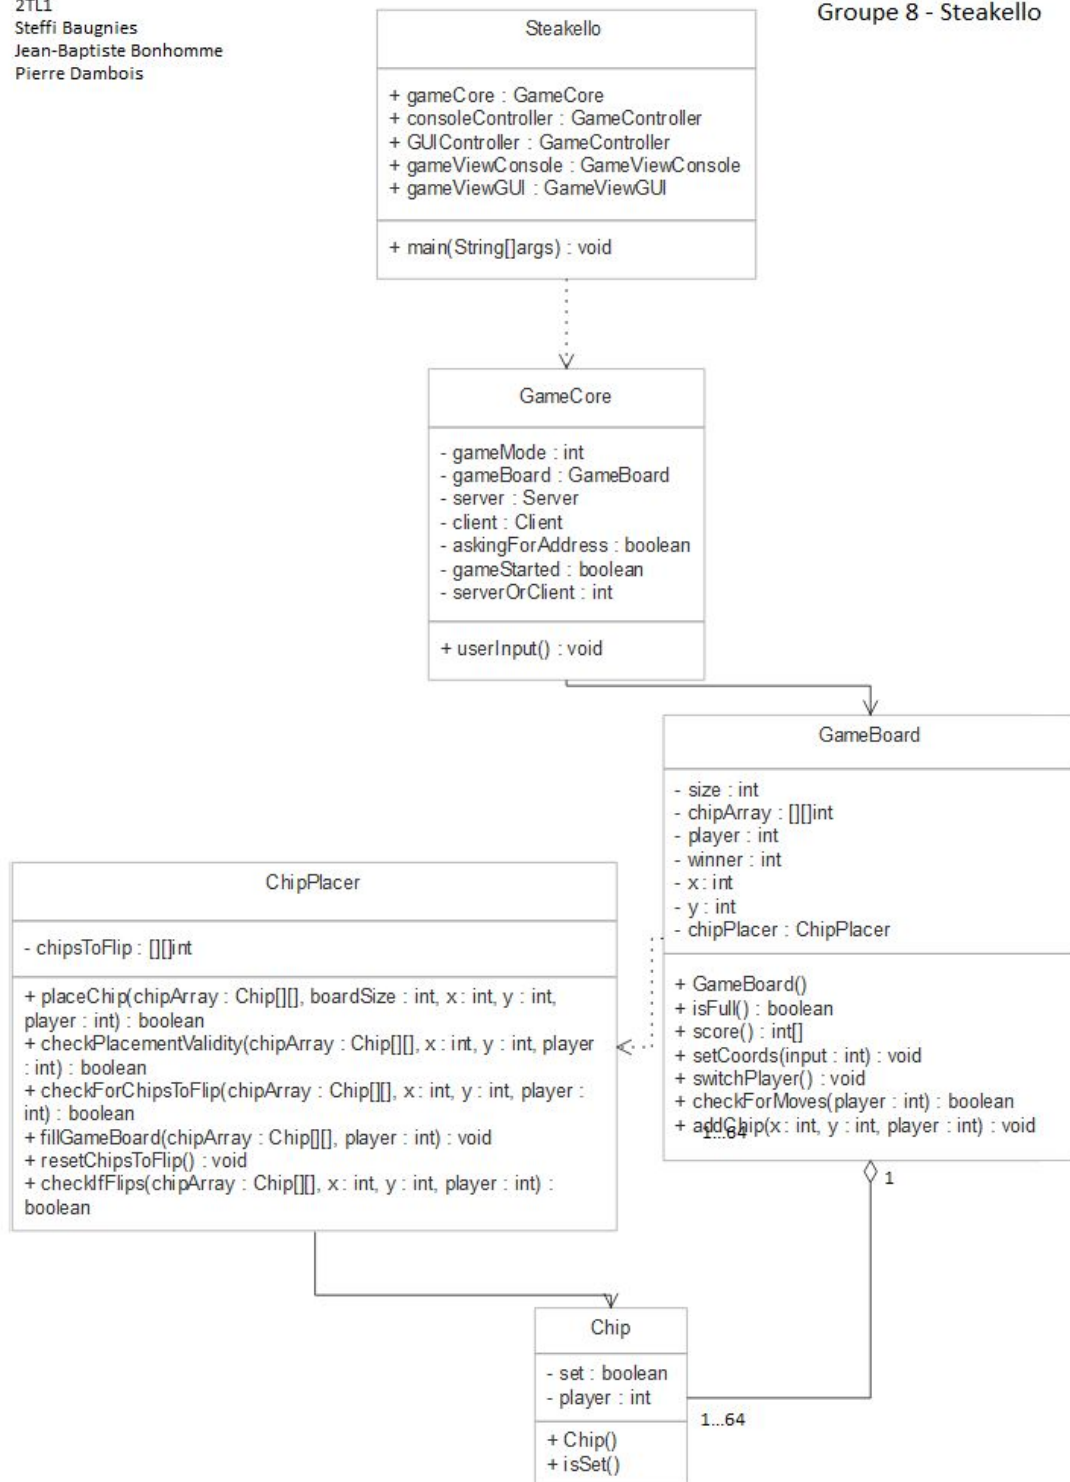 2TL1
Steffi Baugnies
Jean-Baptiste Bonhomme
Pierre Dambois
Groupe 8 - Steakello
Steakello
+ gameCore : GameCore
+ consoleController : GameController
+ GUIController : GameController
+ gameViewConsole : GameViewConsole
+ gameViewGUI : GameViewGUI
+ main(String[]args) : void
GameCore
- gameMode : int
- gameBoard : GameBoard
- server : Server
- client : Client
- askingForAddress : boolean
- gameStarted : boolean
- serverOrClient : int
+ userInput() : void
GameBoard
- size : int
- chipArray : [][]int
- player : int
- winner : int
- x : int
- y : int
- chipPlacer : ChipPlacer
+ GameBoard()
+ isFull() : boolean
+ score() : int[]
+ setCoords(input : int) : void
+ switchPlayer() : void
+ checkForMoves(player : int) : boolean
+ addChip(x : int, y : int, player : int) : void
1...64
1
ChipPlacer
- chipsToFlip : [][]int
+ placeChip(chipArray : Chip[][], boardSize : int, x : int, y : int,
player : int) : boolean
+ checkPlacementValidity(chipArray : Chip[][], x : int, y : int, player
: int) : boolean
+ checkForChipsToFlip(chipArray : Chip[][], x : int, y : int, player :
int) : boolean
+ fillGameBoard(chipArray : Chip[][], player : int) : void
+ resetChipsToFlip() : void
+ checkIfFlips(chipArray : Chip[][], x : int, y : int, player : int) :
boolean
Chip
- set : boolean
- player : int
+ Chip()
+ isSet()
1...64